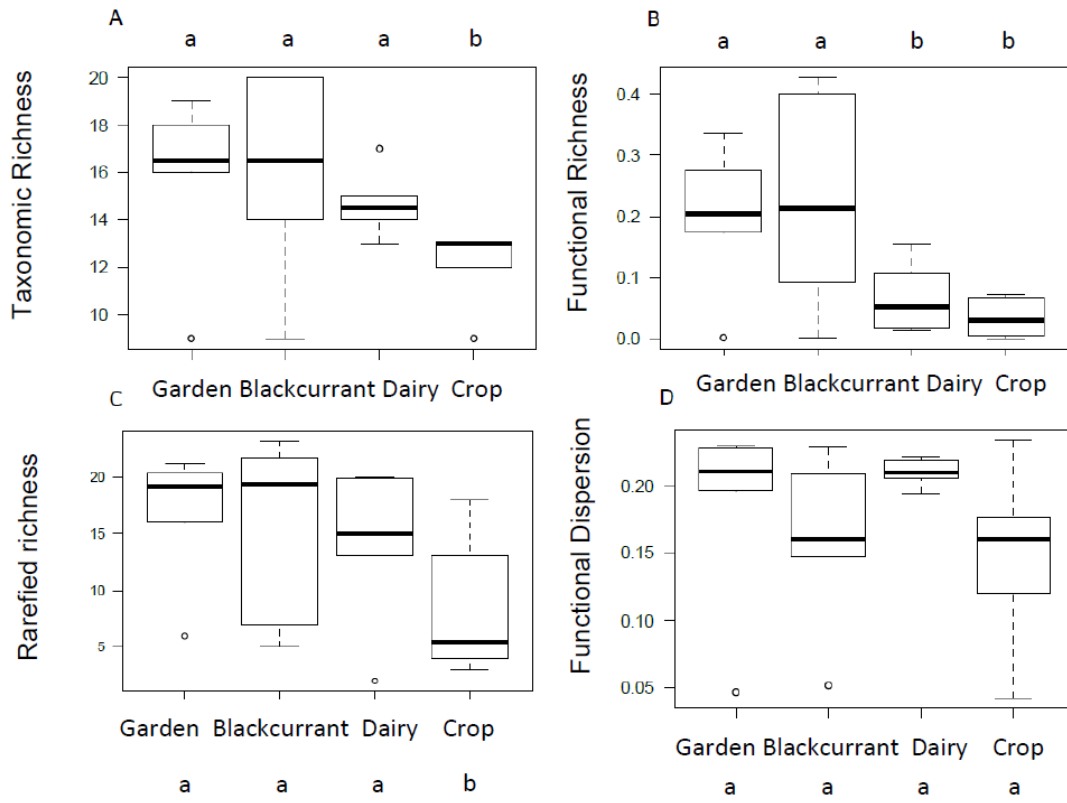 A
a a a b
Taxonomic Richness
20
18
16
14
12
10
Garden Blackcurrant Dairy Crop
B
a a b b
Functional Richness
0.4
0.3
0.2
0.1
0.0
Garden Blackcurrant Dairy Crop
C
Rarefied richness
20
15
10
5
Garden Blackcurrant Dairy Crop
a a a b
D
Functional Dispersion
0.20
0.15
0.10
0.05
Garden Blackcurrant Dairy Crop
a a a a